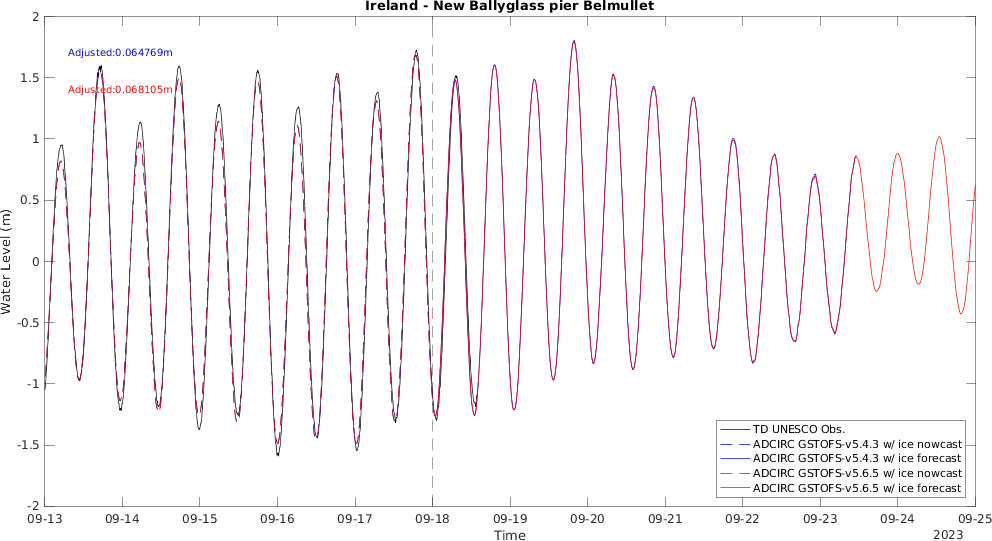 Ireland - New Ballyglass pier Belmullet
Adjusted:0.064769m
Adjusted:0.068105m
Water Level (m)
2
1.5
1
0.5
0
-0.5
-1
-1.5
-2
TD UNESCO Obs.
ADCIRC GSTOFS-v5.4.3 w/ ice nowcast
ADCIRC GSTOFS-v5.4.3 w/ ice forecast
ADCIRC GSTOFS-v5.6.5 w/ ice nowcast
ADCIRC GSTOFS-v5.6.5 w/ ice forecast
09-13 09-14 09-15 09-16 09-17 09-18 09-19 09-20 09-21 09-22 09-23 09-24 09-25
Time
2023